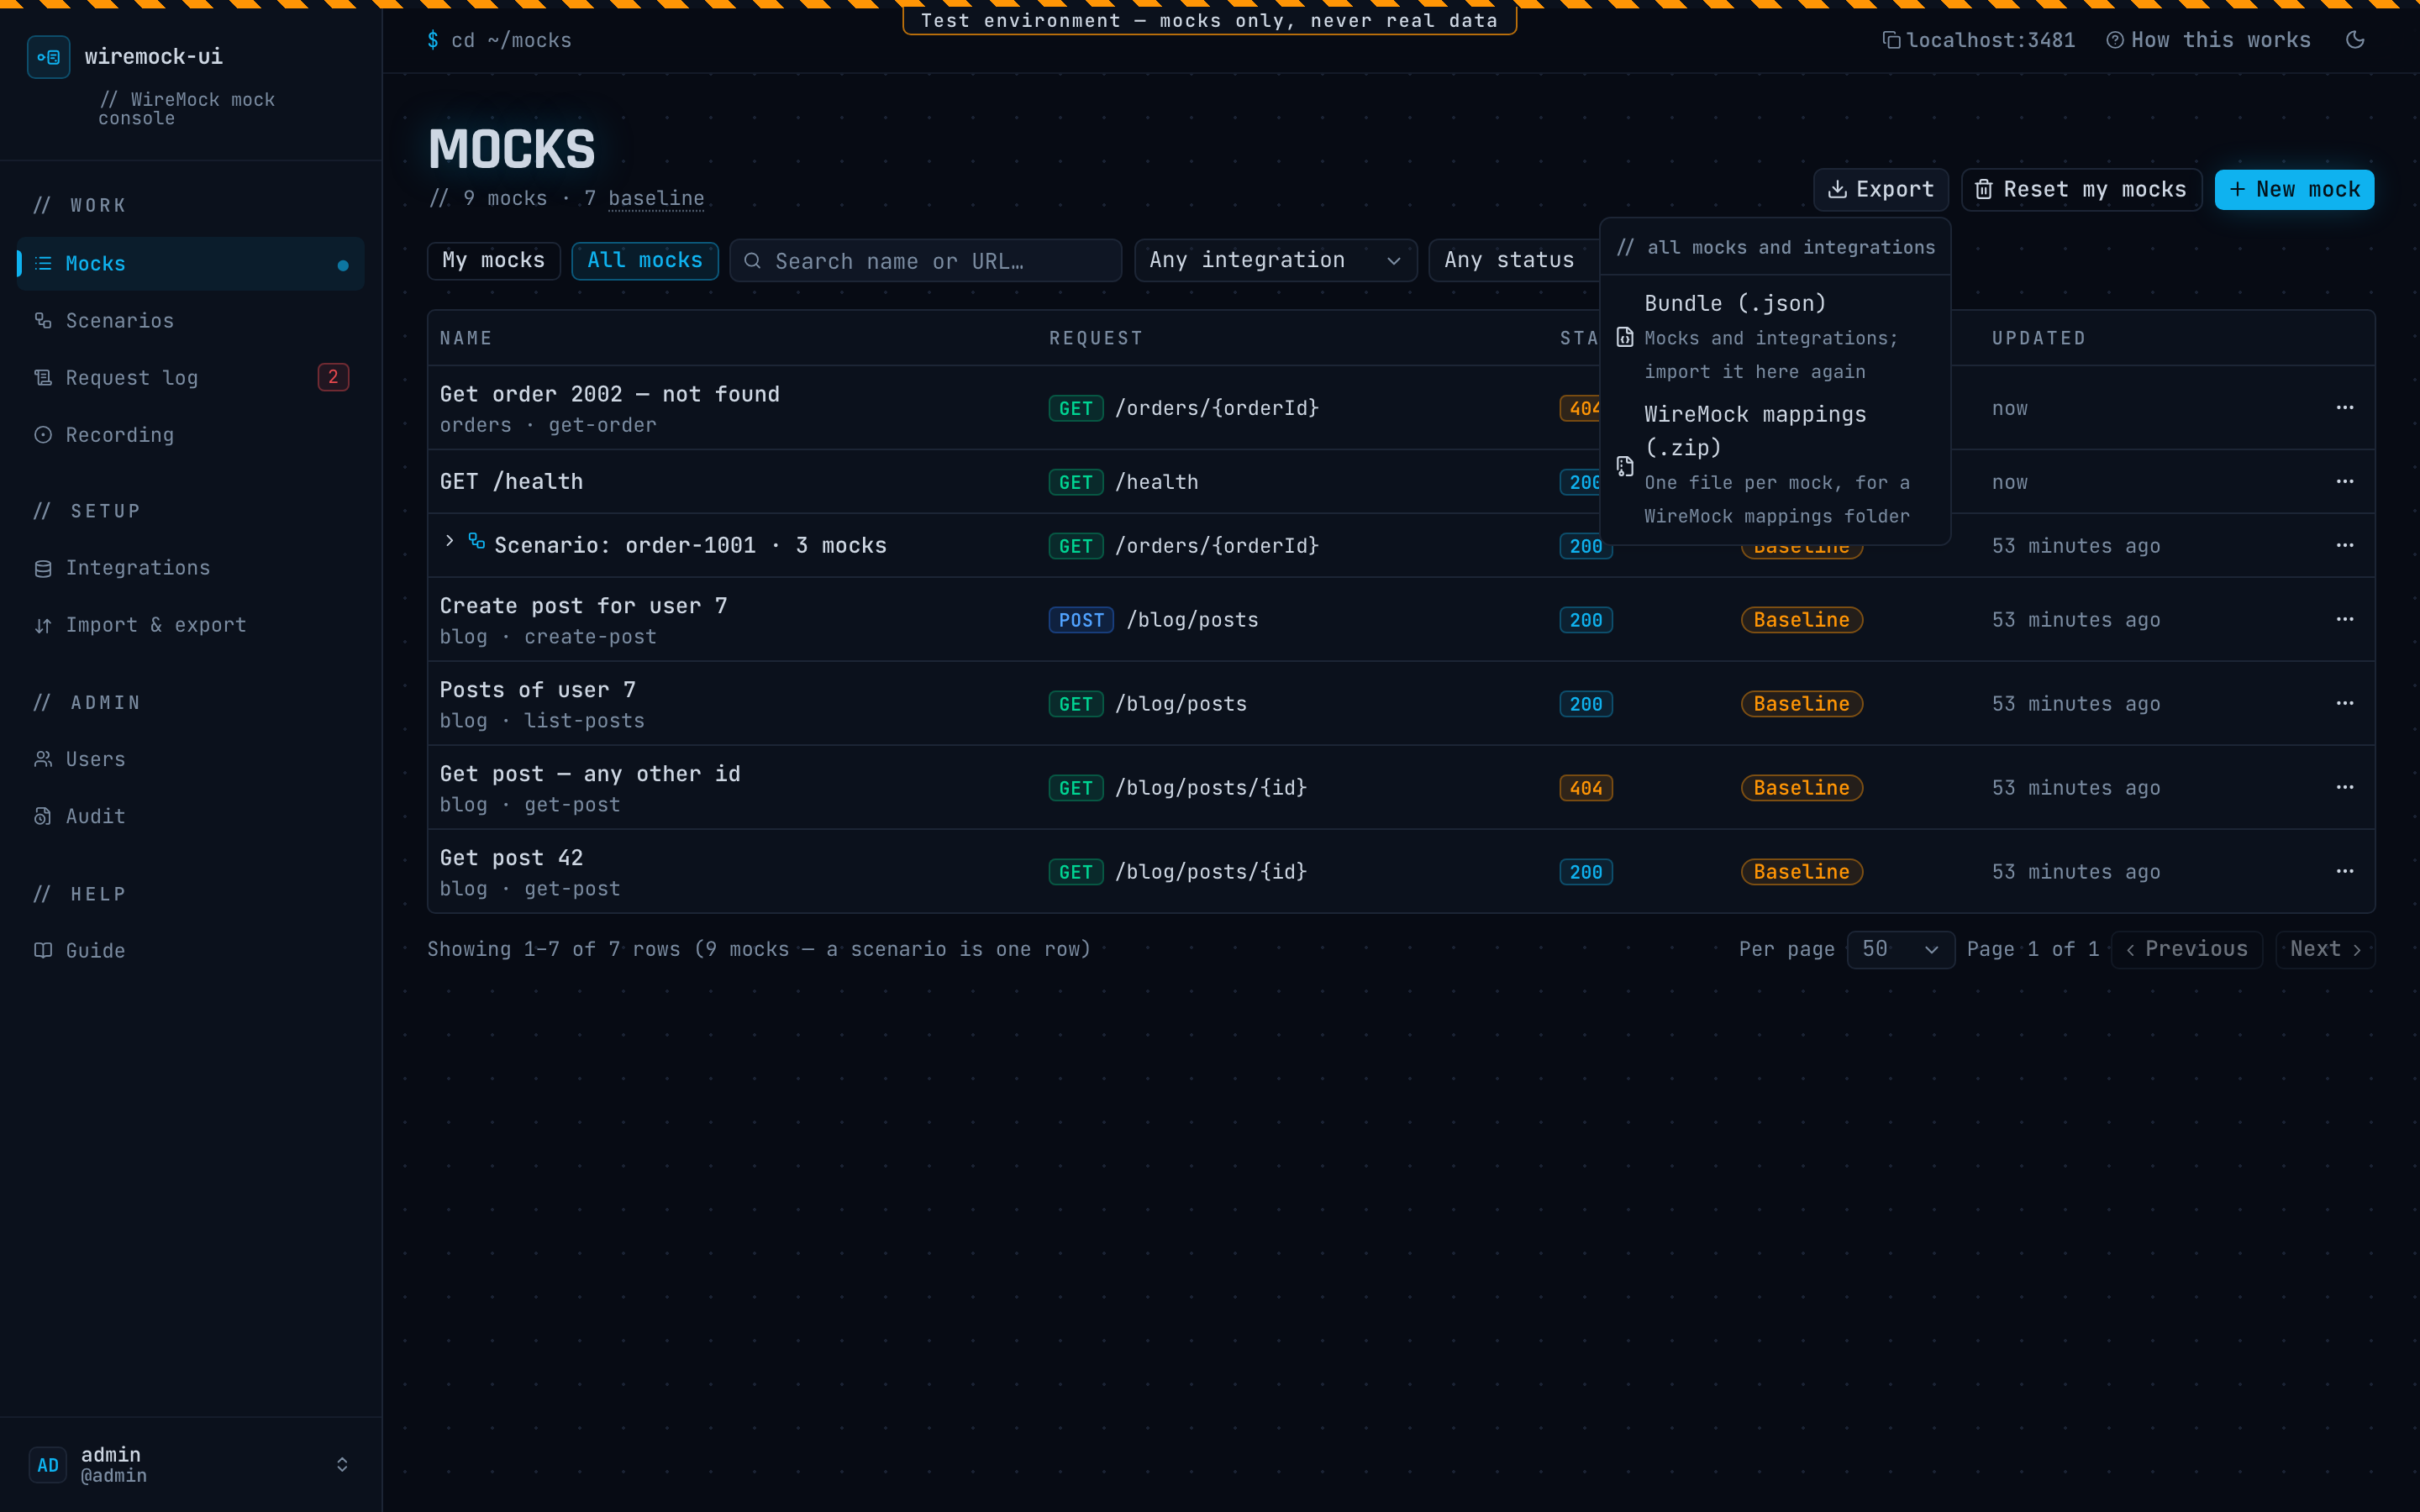 Test environment — mocks only, never real data
wiremock-ui
// WireMock mock
console
$ cd ~/mocks
localhost:3481
How this works
// WORK
Mocks
Scenarios
Request log
2
Recording
// SETUP
Integrations
Import & export
// ADMIN
Users
Audit
// HELP
Guide
AD
admin
@admin
MOCKS
// 9 mocks · 7 baseline
Export
Reset my mocks
New mock
My mocks
All mocks
Search name or URL…
Any integration
Any status
// all mocks and integrations
Bundle (.json)
Mocks and integrations;
import it here again
WireMock mappings
(.zip)
One file per mock, for a
WireMock mappings folder
NAME REQUEST STA UPDATED
Get order 2002 — not found
orders · get-order
GET /orders/{orderId} 404 now
GET /health GET /health 200 now
Scenario: order-1001 · 3 mocks GET /orders/{orderId} 200 Baseline 53 minutes ago
Create post for user 7
blog · create-post
POST /blog/posts 200 Baseline 53 minutes ago
Posts of user 7
blog · list-posts
GET /blog/posts 200 Baseline 53 minutes ago
Get post — any other id
blog · get-post
GET /blog/posts/{id} 404 Baseline 53 minutes ago
Get post 42
blog · get-post
GET /blog/posts/{id} 200 Baseline 53 minutes ago
Showing 1–7 of 7 rows (9 mocks — a scenario is one row)
Per page 50 Page 1 of 1 Previous Next